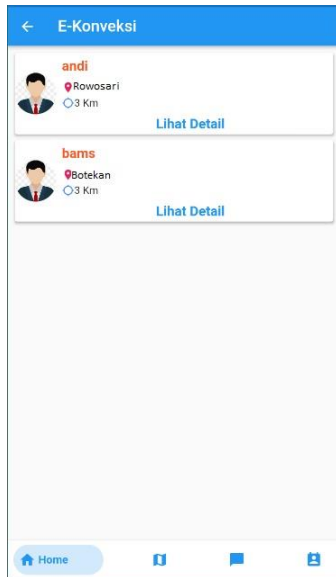 E-Konveksi
andi
Rowosari
3 Km
Lihat Detail
bams
Botekan
3 Km
Lihat Detail
Home